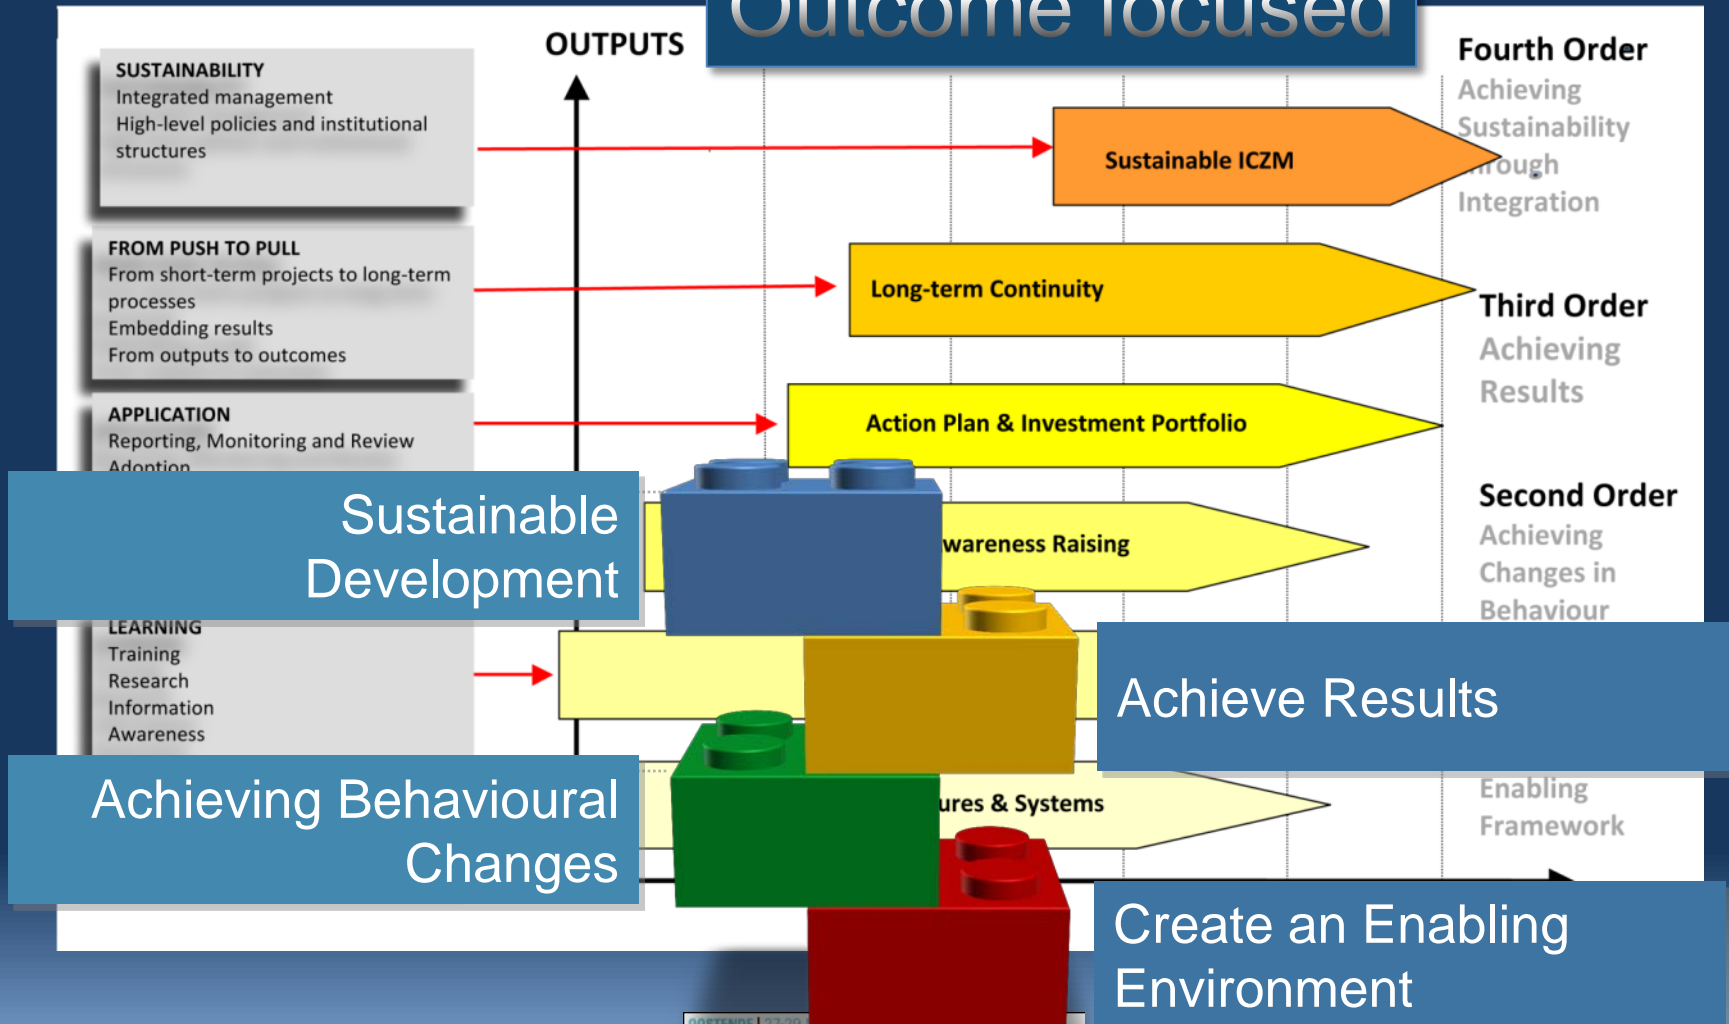 Outcome focused
OUTPUTS
SUSTAINABILITY
Integrated management
High-level policies and institutional
structures
Sustainable ICZM
Fourth Order
Achieving
Sustainability
Integration
FROM PUSH TO PULL
From short-term projects to long-term
processes
Embedding results
From outputs to outcomes
Long-term Continuity
Third Order
Achieving
Results
APPLICATION
Reporting, Monitoring and Review
Adoption
Action Plan & Investment Portfolio
Sustainable
Development
Raising
Second Order
Achieving
Changes in
Behaviour
LEARNING
Training
Research
Information
Awareness
Achieve Results
Achieving Behavioural
Changes
& Systems
Enabling
Framework
Create an Enabling
Environment